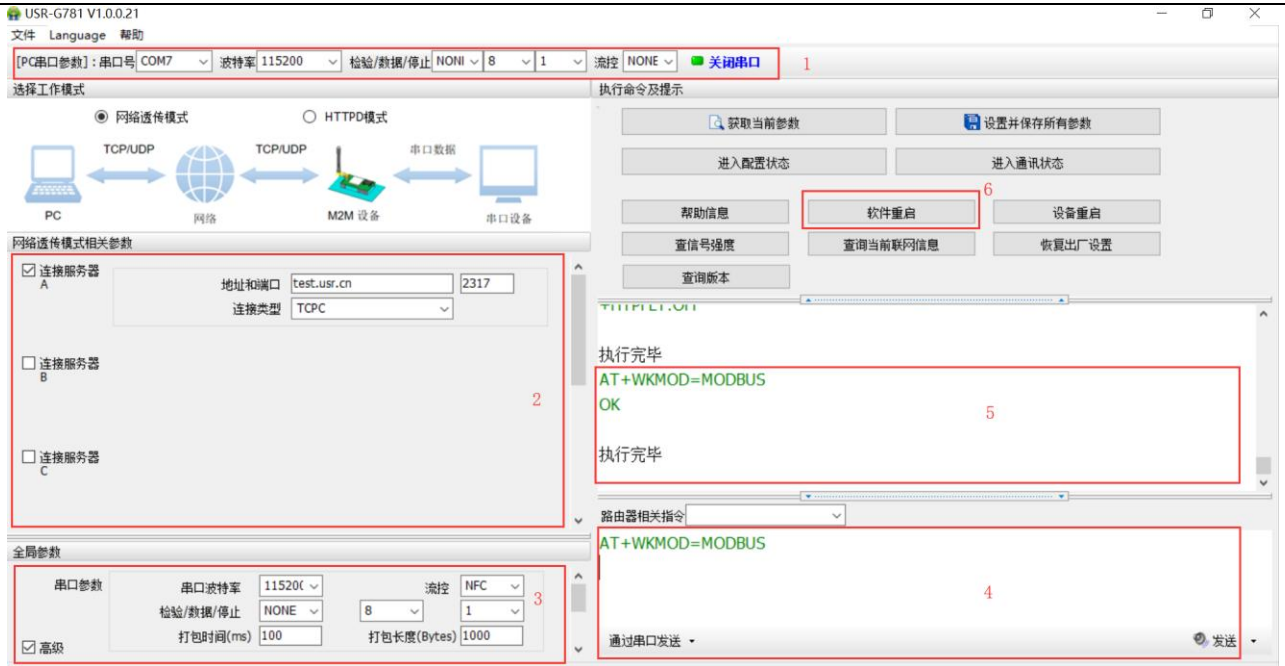 USR-G781 V1.0.0.21
文件 Language 帮助
[PC串口参数]：串口号 COM7 波特率 115200 检验/数据/停止 NONI 8 1 流控 NONE 关闭串口 1
选择工作模式
网络透传模式 HTTPD模式
TCP/UDP TCP/UDP 串口数据
PC 网络 M2M 设备 串口设备
网络透传模式相关参数
连接服务器
A
地址和端口 test.usr.cn 2317
连接类型 TCPC
连接服务器
B
2
连接服务器
C
全局参数
串口参数 串口波特率 11520( 流控 NFC
检验/数据/停止 NONE 8 1 3
打包时间(ms) 100 打包长度(Bytes) 1000
高级
执行命令及提示
获取当前参数 设置并保存所有参数
进入配置状态 进入通讯状态
6
帮助信息 软件重启 设备重启
查信号强度 查询当前联网信息 恢复出厂设置
查询版本
执行完毕
AT+WKMOD=MODBUS
OK
5
执行完毕
路由器相关指令
AT+WKMOD=MODBUS
4
通过串口发送 发送